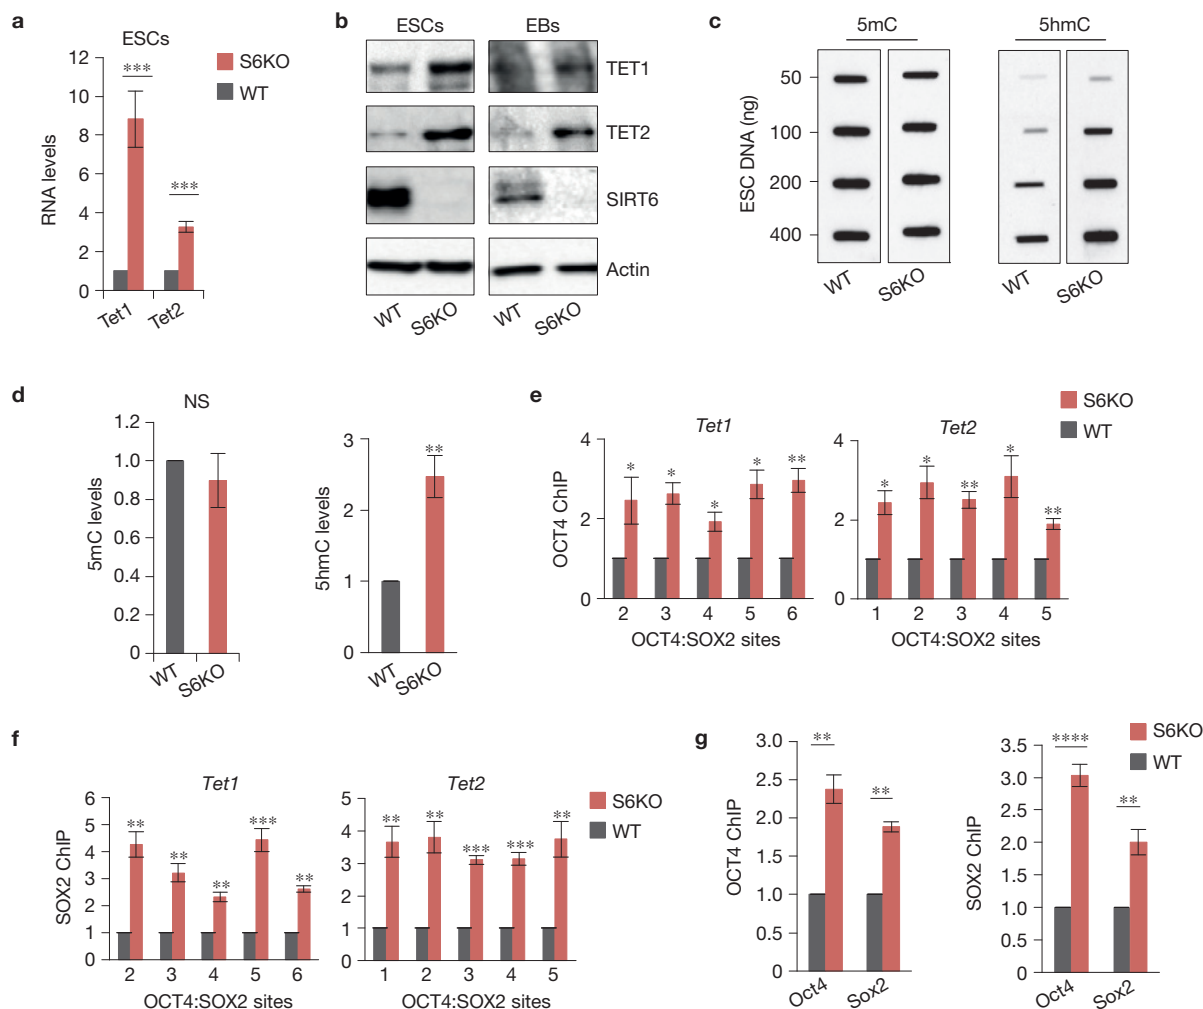 a
ESCs
12
10
8
6
4
2
0
RNA levels
***
***
S6KO
WT
Tet1
Tet2
b
ESCs
EBs
TET1
TET2
SIRT6
Actin
WT
S6KO
WT
S6KO
c
5mC
5hmC
ESC DNA (ng)
50
100
200
400
WT
S6KO
WT
S6KO
d
NS
5mC levels
1.2
1.0
0.8
0.6
0.4
0.2
0
WT
S6KO
5hmC levels
3
2
1
0
**
WT
S6KO
e
S6KO
WT
Tet1
OCT4 ChIP
4
2
0
* * * * **
2 3 4 5 6
OCT4:SOX2 sites
Tet2
4
2
0
* * ** * **
1 2 3 4 5
OCT4:SOX2 sites
f
Tet1
SOX2 ChIP
6
5
4
3
2
1
0
** ** ** *** **
2 3 4 5 6
OCT4:SOX2 sites
Tet2
5
4
3
2
1
0
** ** *** *** **
1 2 3 4 5
OCT4:SOX2 sites
S6KO
WT
g
OCT4 ChIP
3.0
2.5
2.0
1.5
1.0
0.5
0
**
**
Oct4
Sox2
SOX2 ChIP
3.5
3.0
2.5
2.0
1.5
1.0
0.5
0
****
**
Oct4
Sox2
S6KO
WT